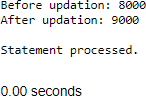 Before updation: 8000
After updation: 9000
Statement processed.
0.00 seconds